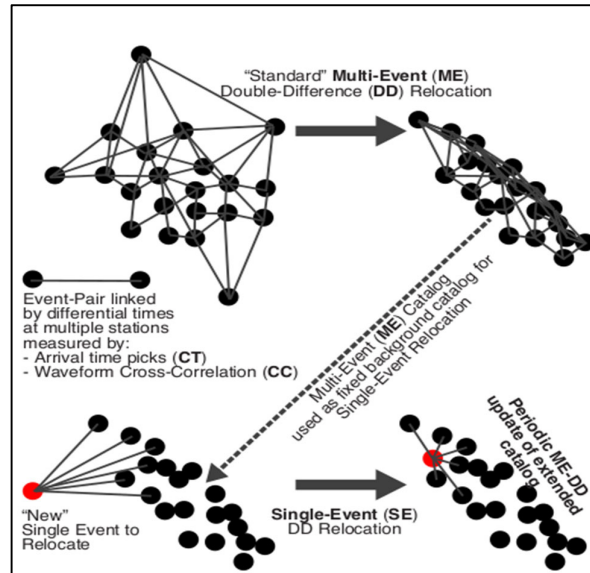 "Standard" Multi-Event (ME)
Double-Difference (DD) Relocation
Event-Pair linked
by differential times
at multiple stations
measured by:
- Arrival time picks (CT)
- Waveform Cross-Correlation (CC)
Multi-Event (ME) Catalog
used as fixed background catalog for
Single-Event Relocation
"New"
Single Event to
Relocate
Single-Event (SE)
DD Relocation
Periodic ME-DD
update of extended
catalog